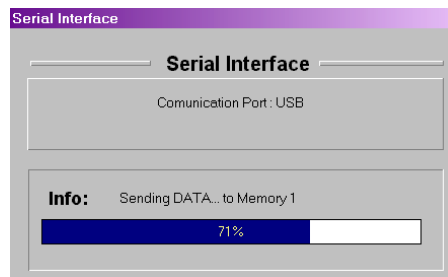 Serial Interface
Serial Interface
Comunication Port : USB
Info: Sending DATA... to Memory 1
71%